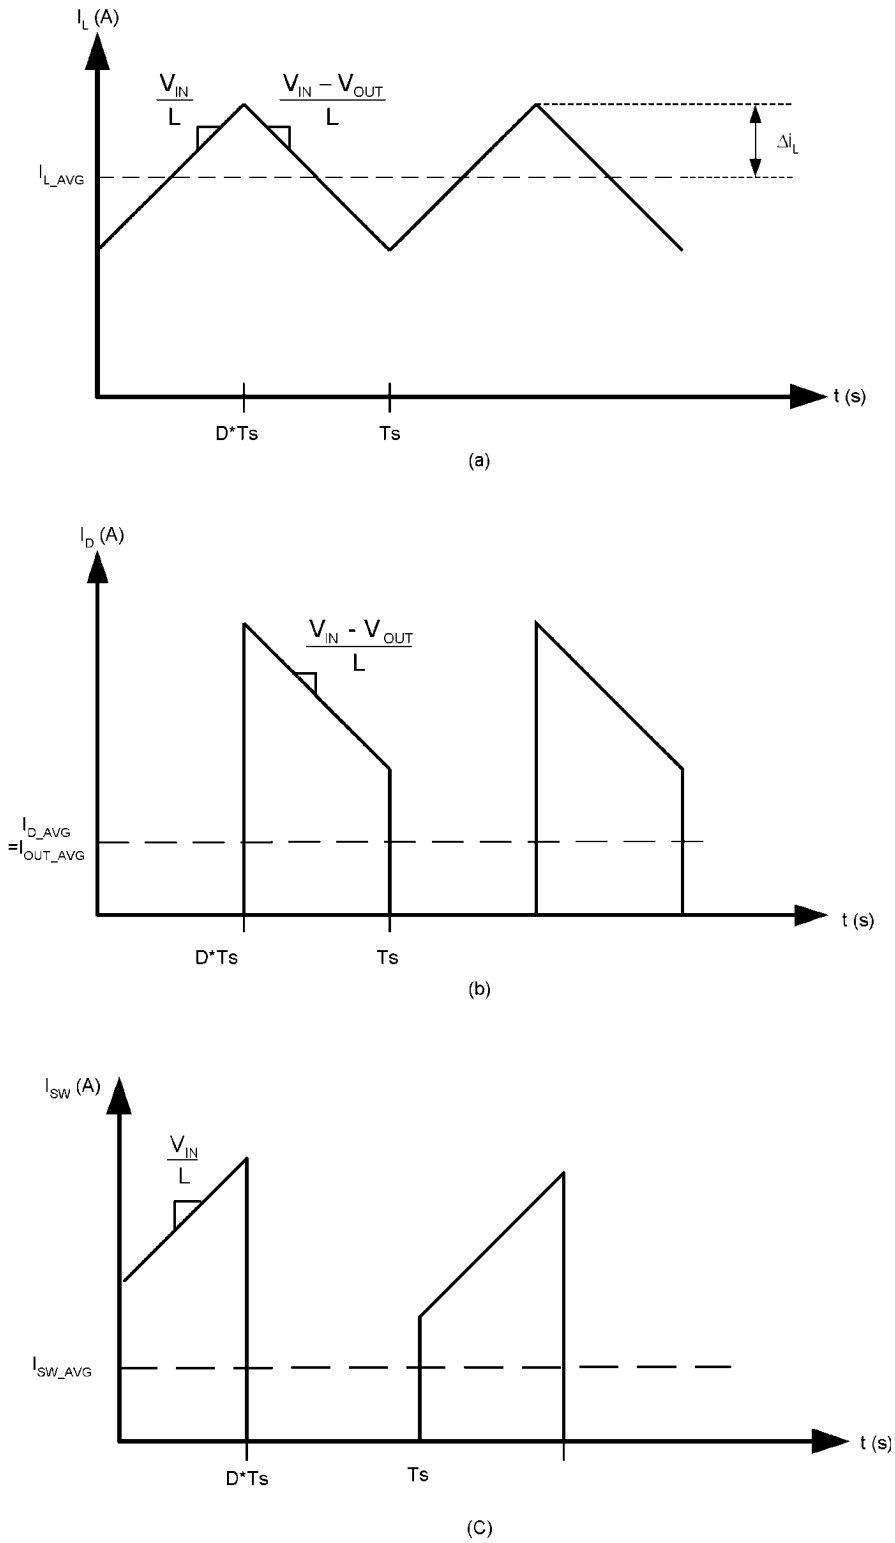 I_L (A)
V_IN / L
V_IN – V_OUT / L
Δi_L
I_L_AVG
t (s)
D*Ts
Ts
(a)
I_D (A)
V_IN - V_OUT / L
I_D_AVG
=I_OUT_AVG
t (s)
D*Ts
Ts
(b)
I_SW (A)
V_IN / L
I_SW_AVG
t (s)
D*Ts
Ts
(C)